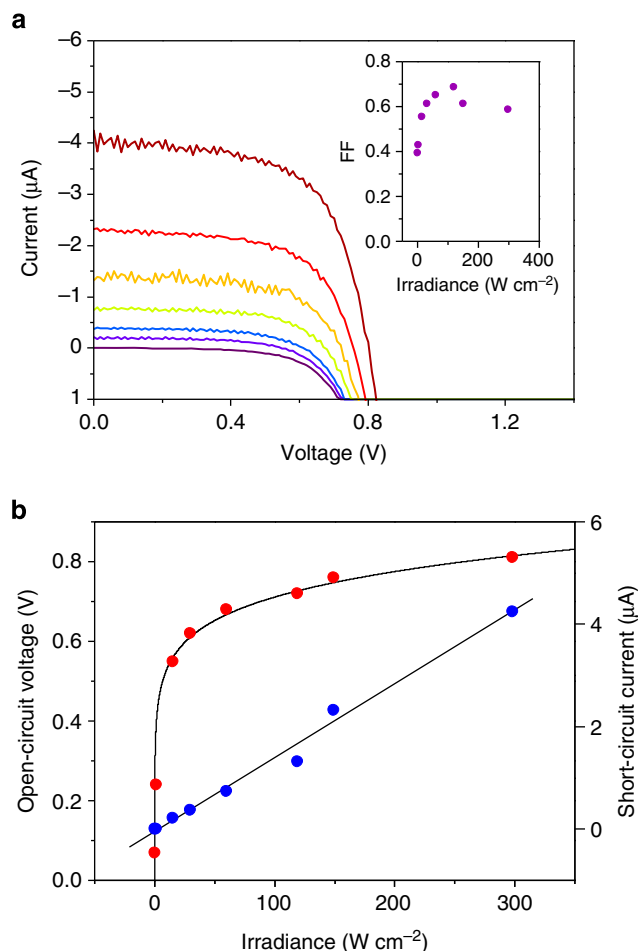 a
–6
–5
–4
–3
–2
–1
0
1
Current (μA)
0.0 0.4 0.8 1.2
Voltage (V)
0.8
0.6
0.4
0.2
0.0
FF
0 200 400
Irradiance (W cm–2)
b
0.8
0.6
0.4
0.2
0.0
Open-circuit voltage (V)
6
4
2
0
Short-circuit current (μA)
0 100 200 300
Irradiance (W cm–2)